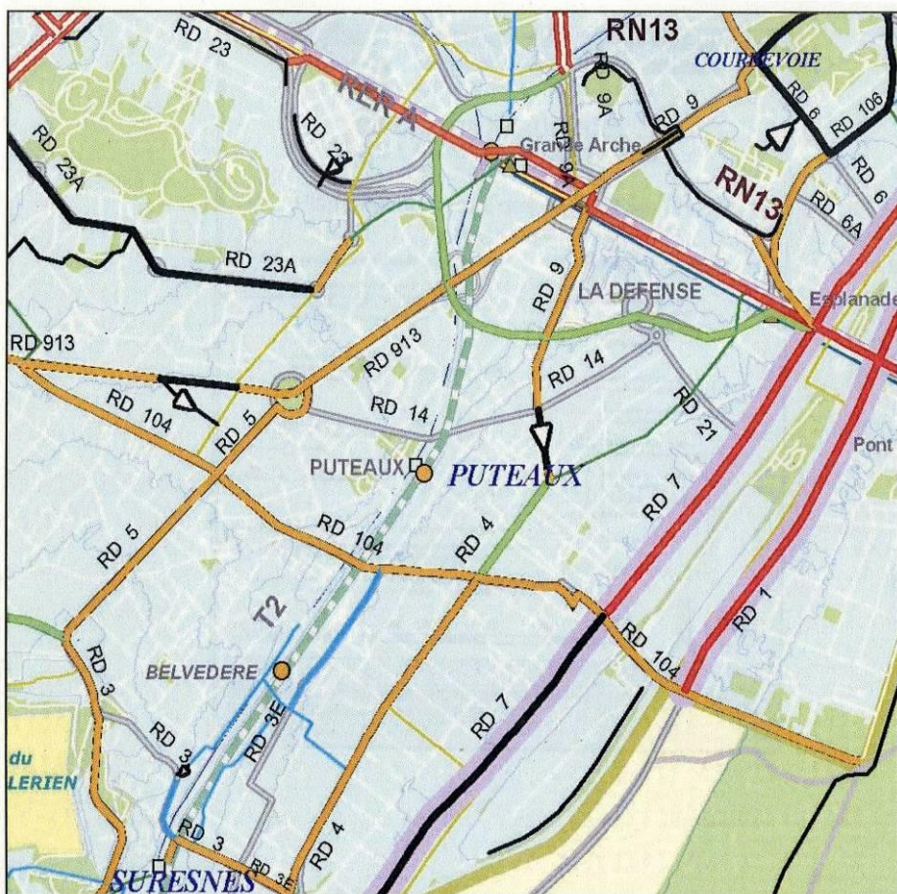 RD 23
RN13
COURBEVOIE
RER A
RD 9A
RD 6
RD 9
RD 106
Grande Arche
RD 23
RD 9A
RD 23A
RN13
RD 6
RD 6A
RD 23A
RD 9
LA DEFENSE
Esplanade
RD 913
RD 913
RD 14
RD 104
RD 5
RD 14
RD 21
Pont
PUTEAUX
PUTEAUX
RD 7
RD 5
RD 104
RD 4
T2
RD 1
RD 3
BELVEDERE
RD 104
RD 3E
RD 7
RD 3
du
LERIEN
RD 3
RD 4
RD 3E
SURESNES